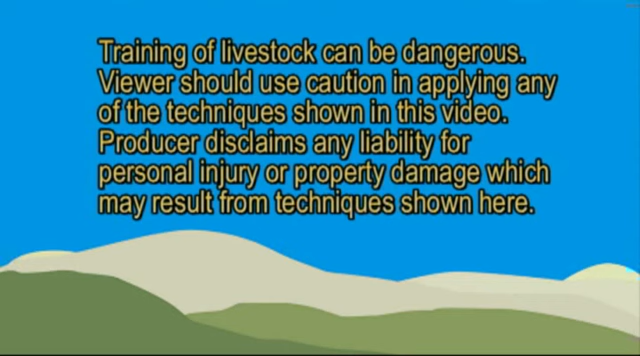 Training of livestock can be dangerous.
Viewer should use caution in applying any
of the techniques shown in this video.
Producer disclaims any liability for
personal injury or property damage which
may result from techniques shown here.